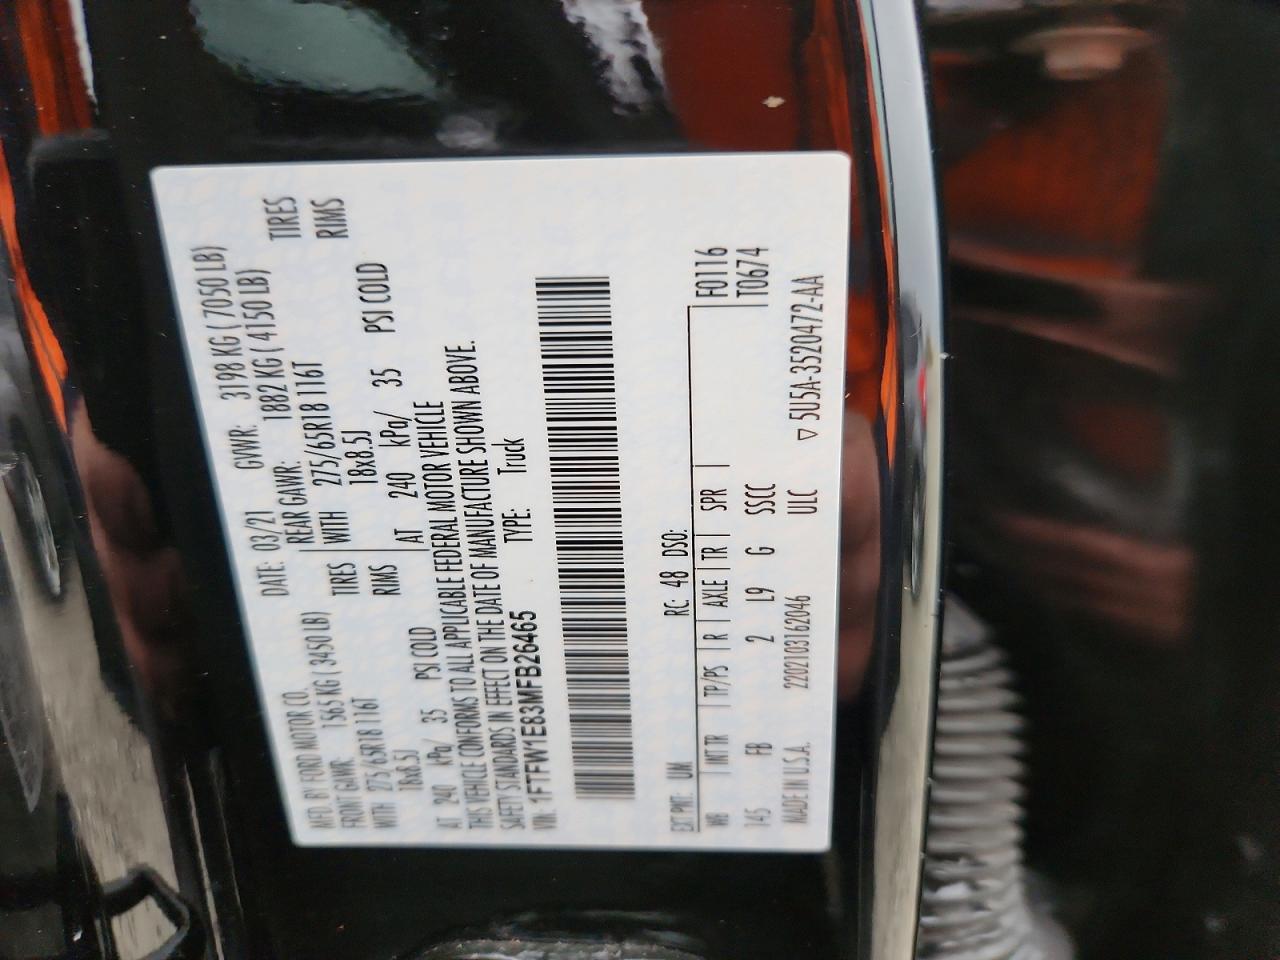 MFD. BY FORD MOTOR CO.
DATE: 03/21 GVWR: 3198 KG ( 7050 LB)
FRONT GAWR: 1565 KG ( 3450 LB) REAR GAWR: 1882 KG ( 4150 LB)
WITH 275/65R18 116T TIRES WITH 275/65R18 116T TIRES
18x8.5J RIMS 18x8.5J RIMS
AT 240 kPa/ 35 PSI COLD AT 240 kPa/ 35 PSI COLD
THIS VEHICLE CONFORMS TO ALL APPLICABLE FEDERAL MOTOR VEHICLE
SAFETY STANDARDS IN EFFECT ON THE DATE OF MANUFACTURE SHOWN ABOVE.
VIN: 1FTFW1E83MFB26465 TYPE: Truck
EXT PNT: UM RC: 48 DSO:
F0116
WB INT TR TP/PS R AXLE TR SPR T0674
145 FB 2 L9 G SSCC
MADE IN U.S.A. 2202103162046 ULC ▽ 5U5A-3520472-AA